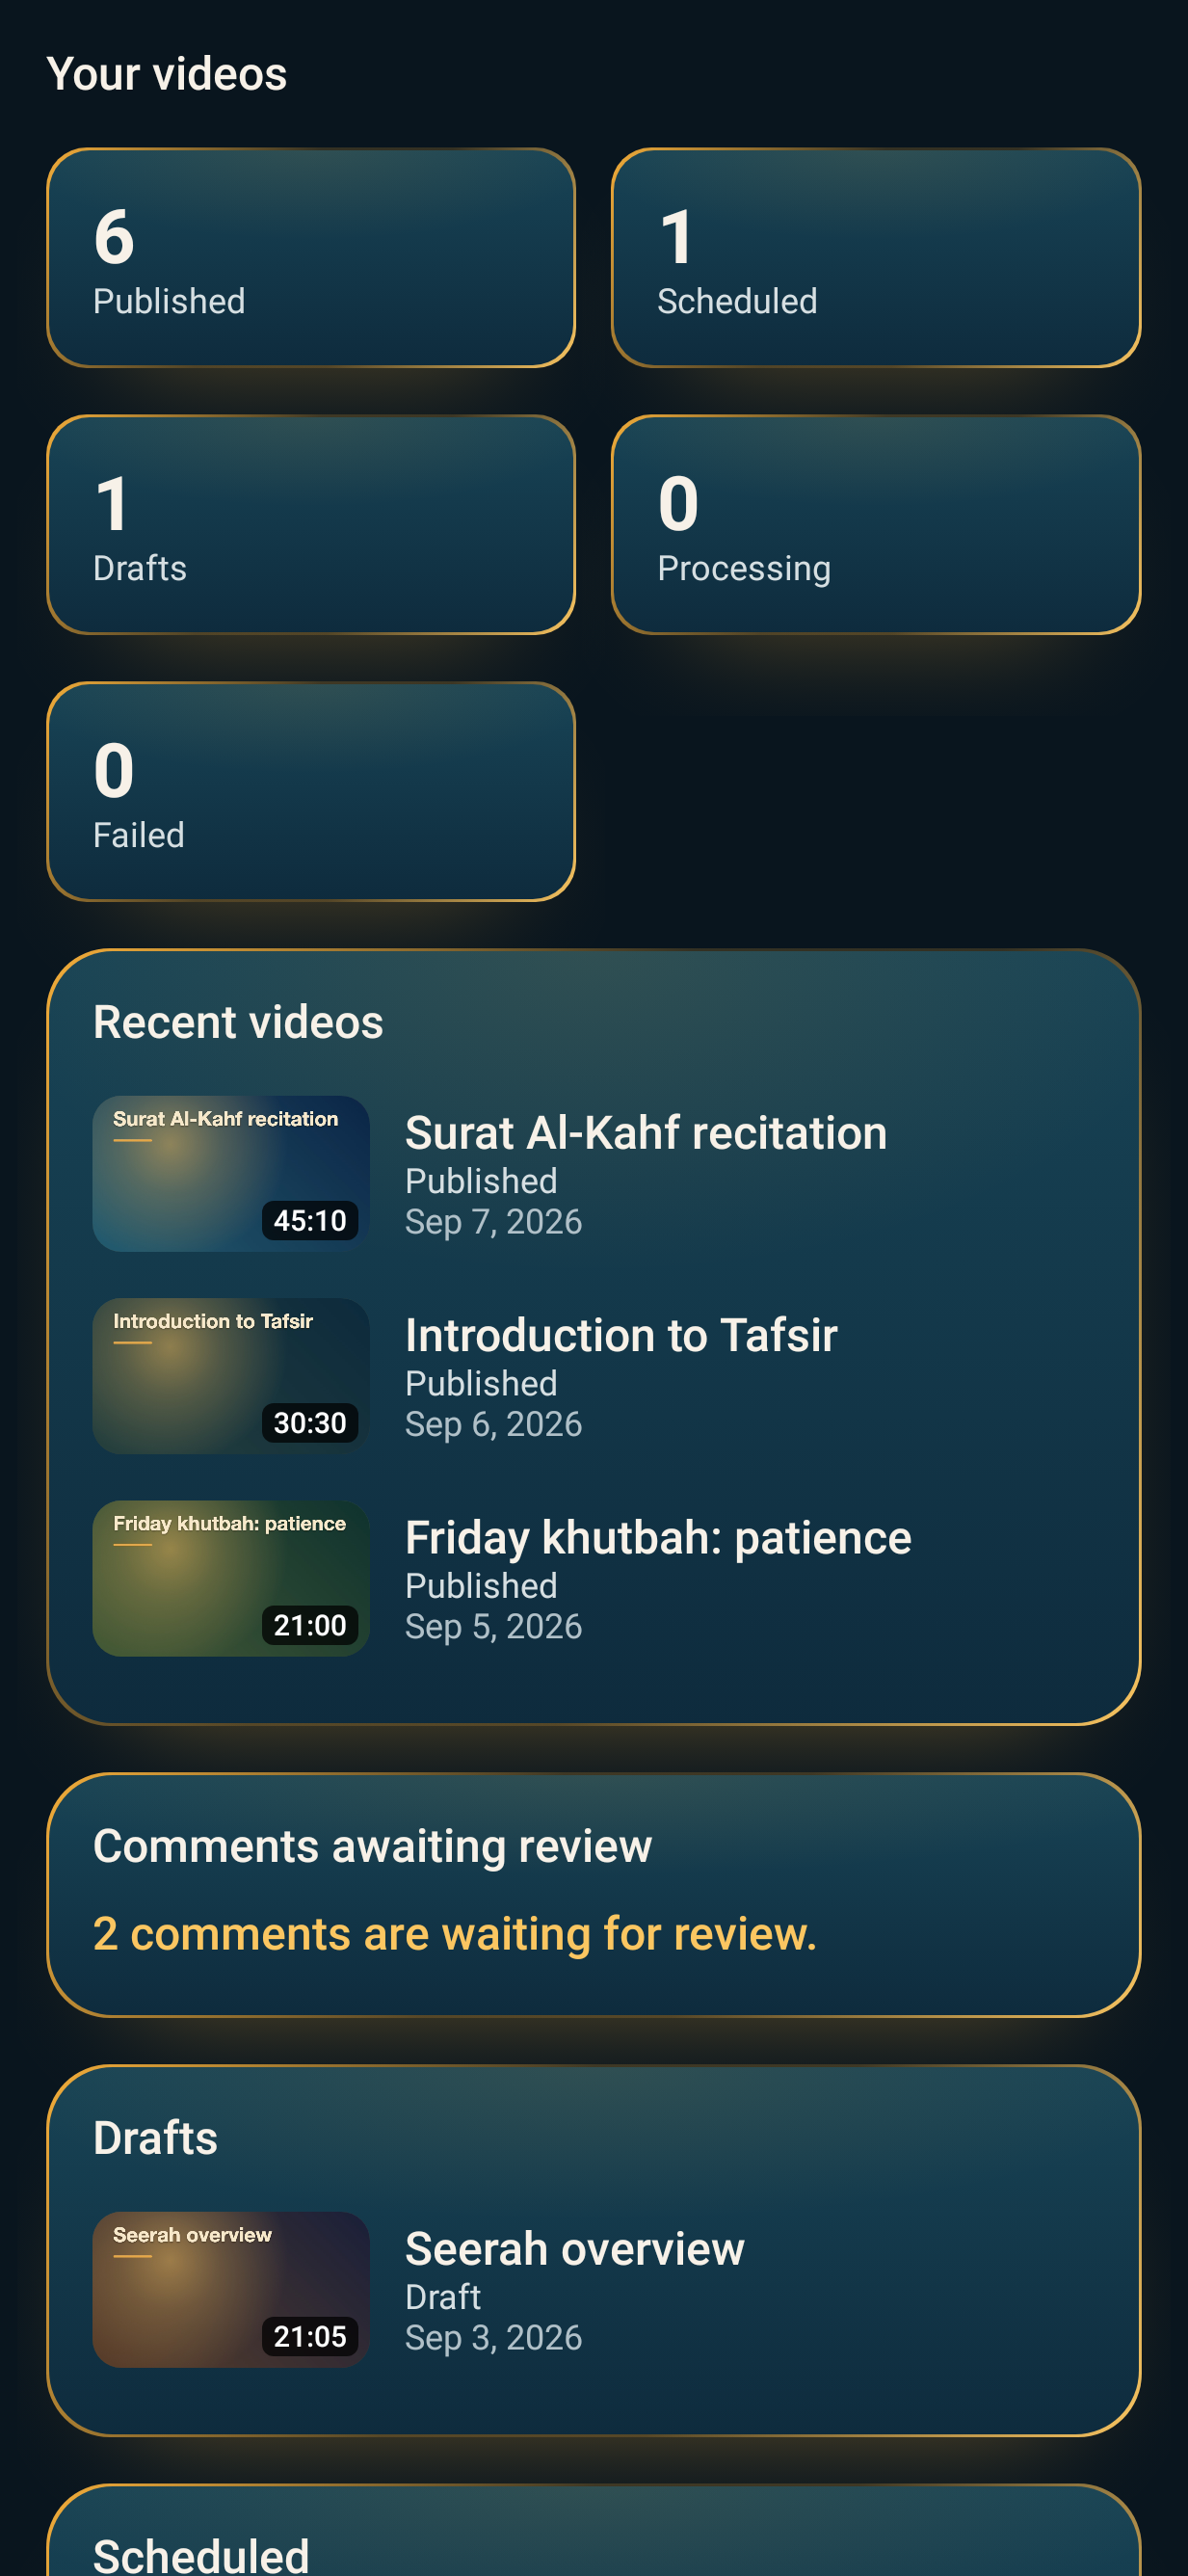 Your videos
6
Published
1
Scheduled
1
Drafts
0
Processing
0
Failed
Recent videos
Surat Al-Kahf recitation
45:10
Surat Al-Kahf recitation
Published
Sep 7, 2026
Introduction to Tafsir
30:30
Introduction to Tafsir
Published
Sep 6, 2026
Friday khutbah: patience
21:00
Friday khutbah: patience
Published
Sep 5, 2026
Comments awaiting review
2 comments are waiting for review.
Drafts
Seerah overview
21:05
Seerah overview
Draft
Sep 3, 2026
Scheduled